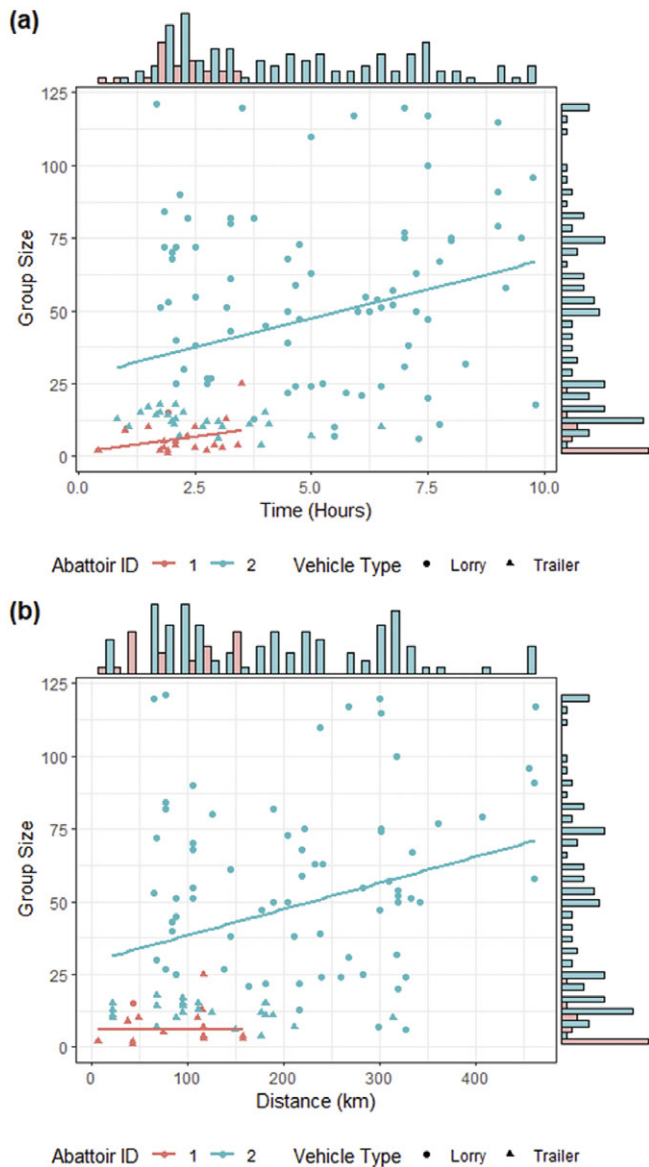 (a)
125
100
75
50
25
0
Group Size
0.0 2.5 5.0 7.5 10.0
Time (Hours)
Abattoir ID 1 2 Vehicle Type Lorry Trailer
(b)
125
100
75
50
25
0
Group Size
0 100 200 300 400
Distance (km)
Abattoir ID 1 2 Vehicle Type Lorry Trailer